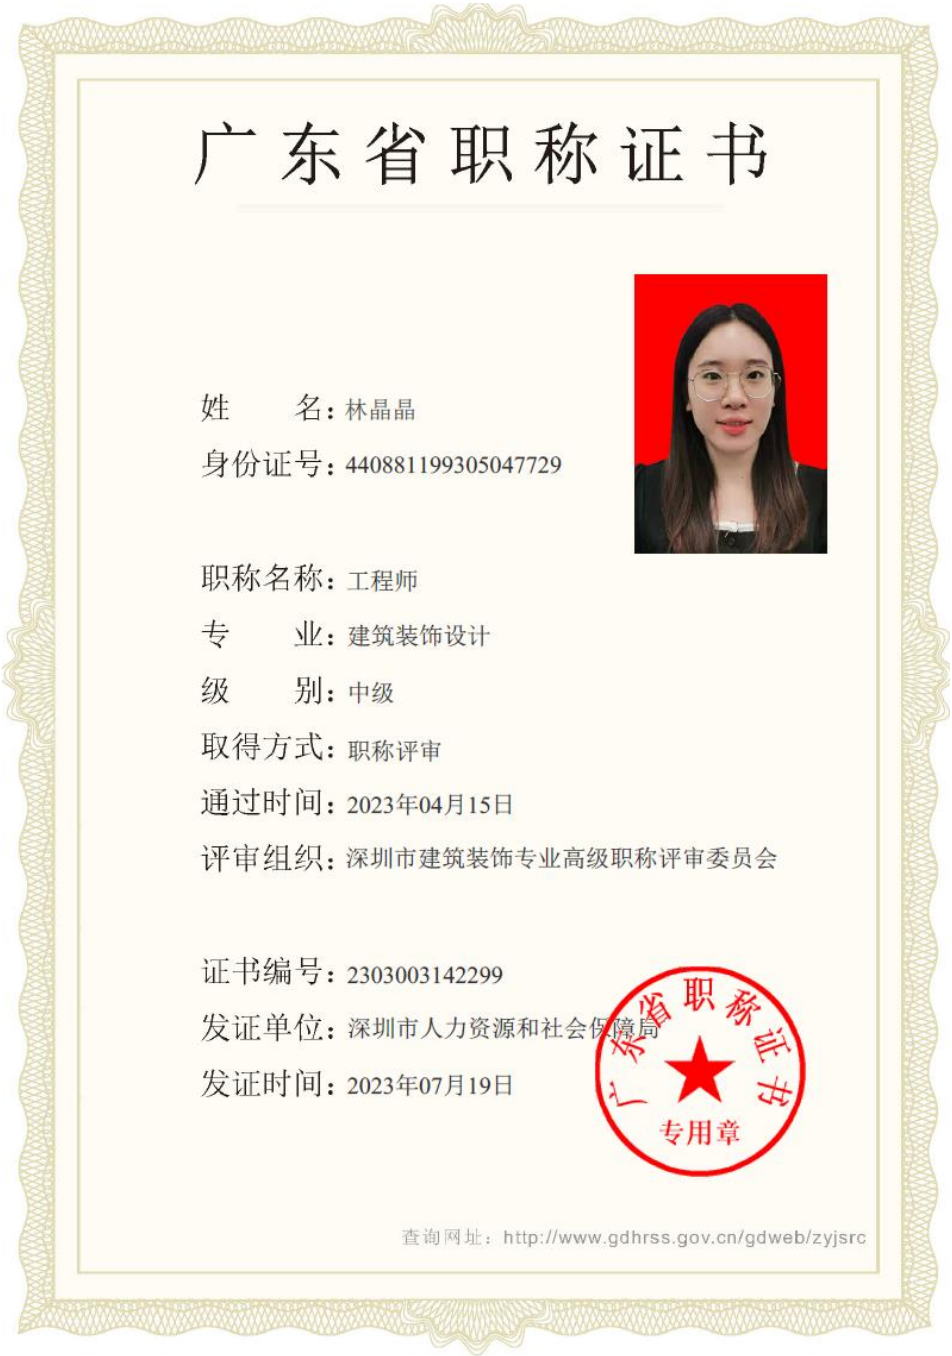 广东省职称证书
姓　　名：林晶晶
身份证号：440881199305047729
职称名称：工程师
专　　业：建筑装饰设计
级　　别：中级
取得方式：职称评审
通过时间：2023年04月15日
评审组织：深圳市建筑装饰专业高级职称评审委员会
证书编号：2303003142299
发证单位：深圳市人力资源和社会保障局
发证时间：2023年07月19日
广东省职称证书
专用章
查询网址：http://www.gdhrss.gov.cn/gdweb/zyjsrc